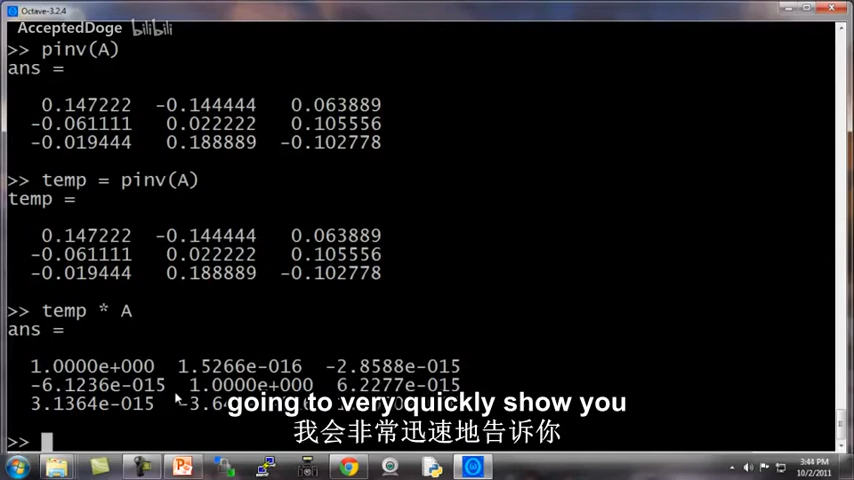 Octave-3.2.4
AcceptedDoge bilibili
>> pinv(A)
ans =
0.147222 -0.144444 0.063889
-0.061111 0.022222 0.105556
-0.019444 0.188889 -0.102778
>> temp = pinv(A)
temp =
0.147222 -0.144444 0.063889
-0.061111 0.022222 0.105556
-0.019444 0.188889 -0.102778
>> temp * A
ans =
1.0000e+000 1.5266e-016 -2.8588e-015
-6.1236e-015 1.0000e+000 6.2277e-015
3.1364e-015
going to very quickly show you
我会非常迅速地告诉你
>>
3:44 PM
10/2/2011